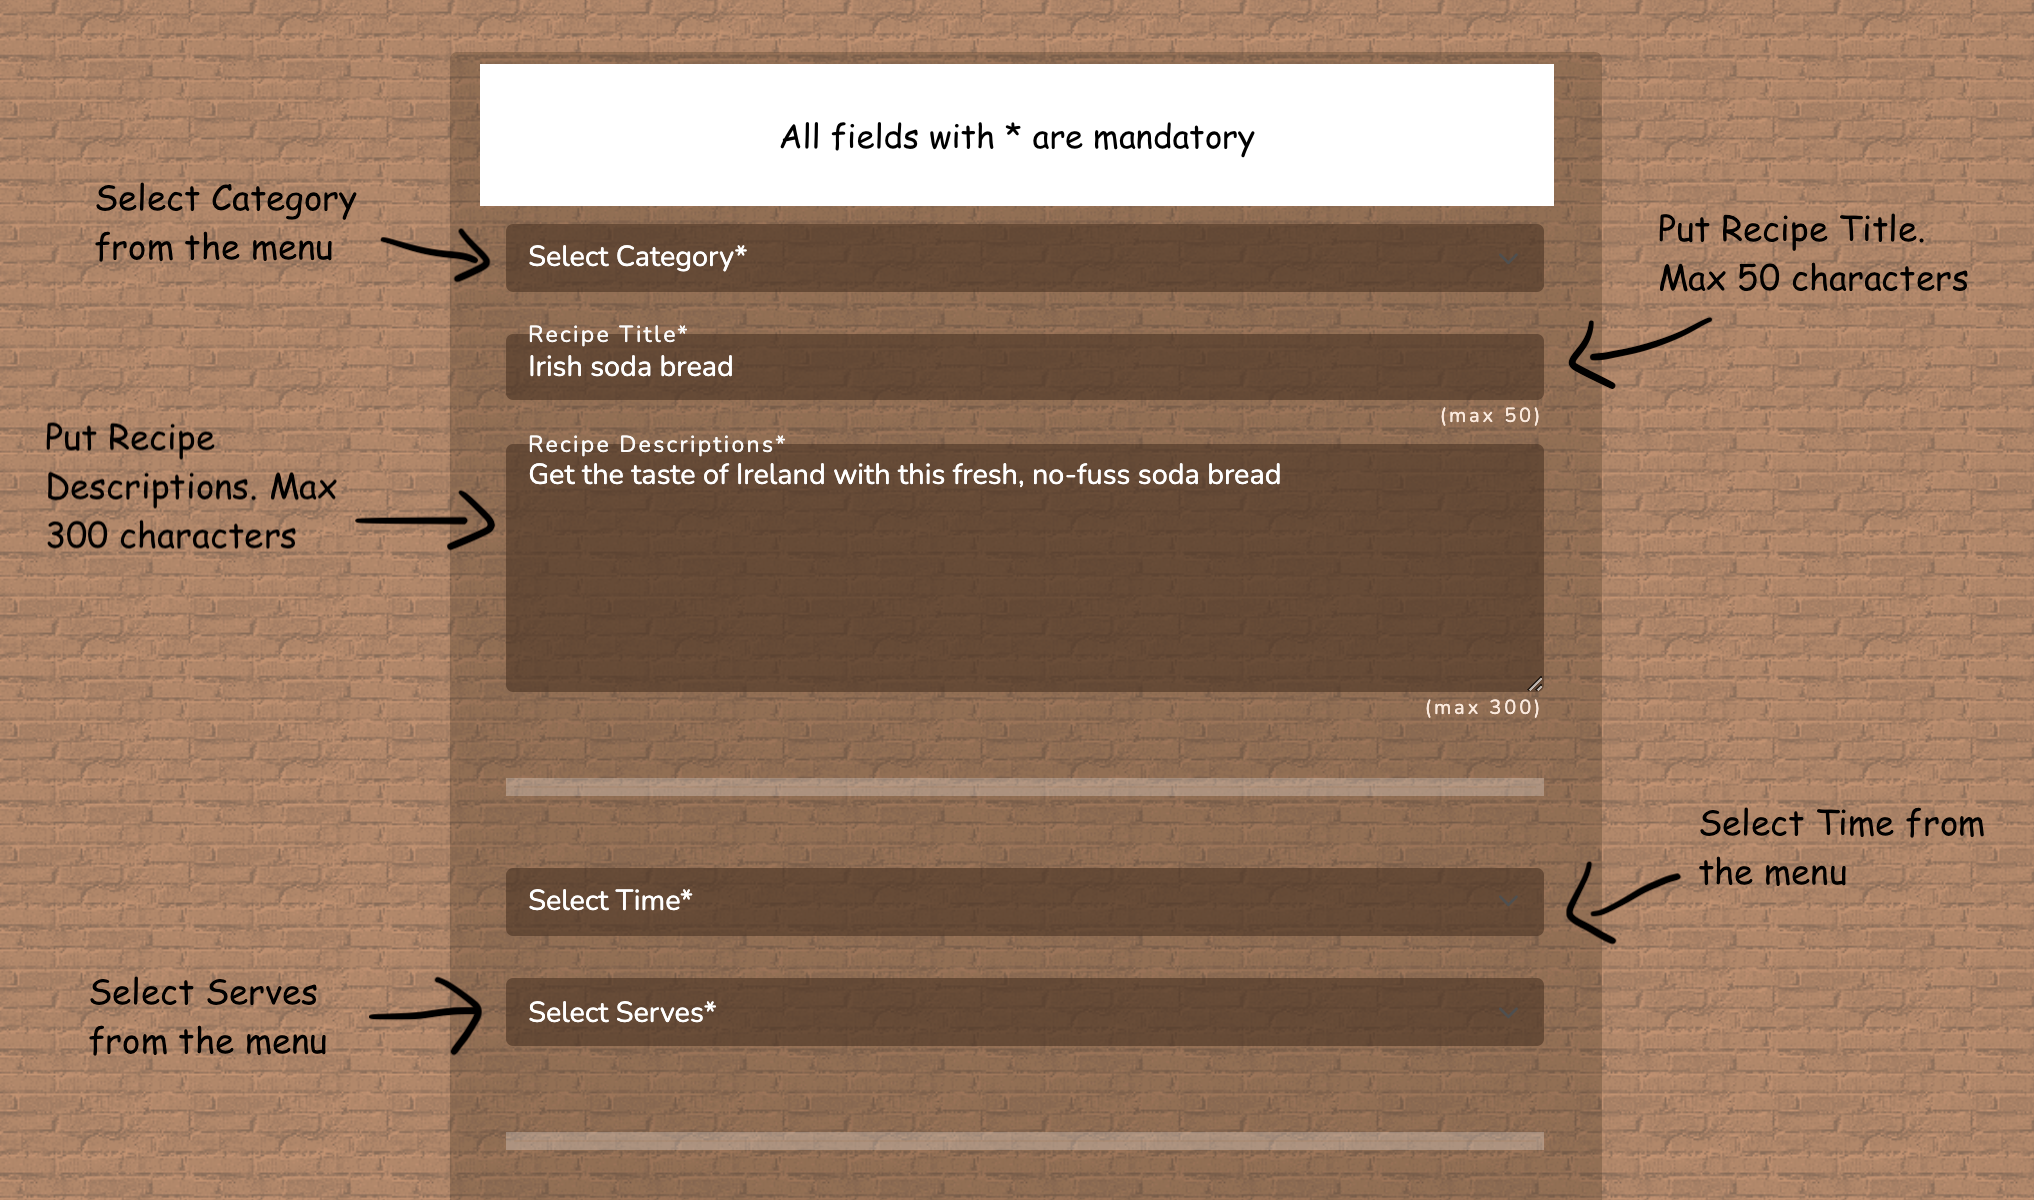 All fields with * are mandatory
Select Category
from the menu
Select Category*
Put Recipe Title.
Max 50 characters
Recipe Title*
Irish soda bread
(max 50)
Put Recipe
Descriptions. Max
300 characters
Recipe Descriptions*
Get the taste of Ireland with this fresh, no-fuss soda bread
(max 300)
Select Time from
the menu
Select Time*
Select Serves
from the menu
Select Serves*